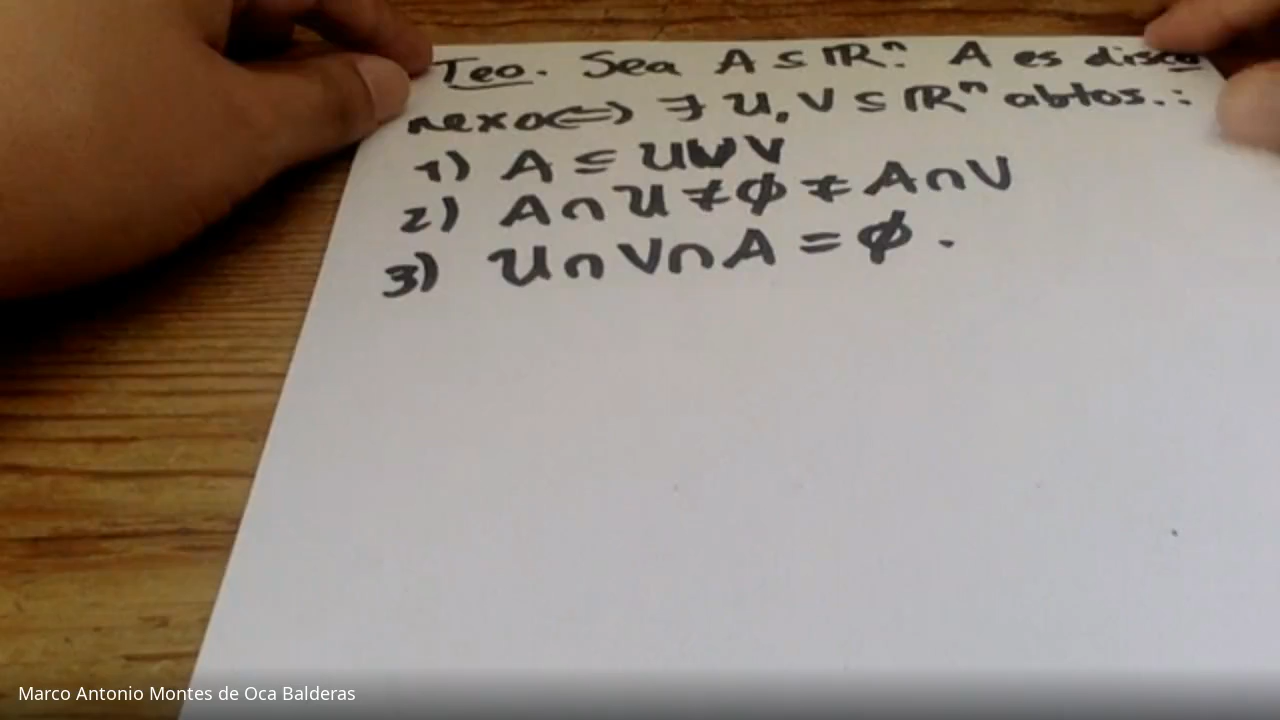 Teo. Sea A ⊆ ℝⁿ. A es disco
nexo ⟺ ∃ U, V ⊆ ℝⁿ abtos. :
1) A ⊆ U∪V
2) A∩U ≠ ∅ ≠ A∩V
3) U∩V∩A = ∅.
Marco Antonio Montes de Oca Balderas